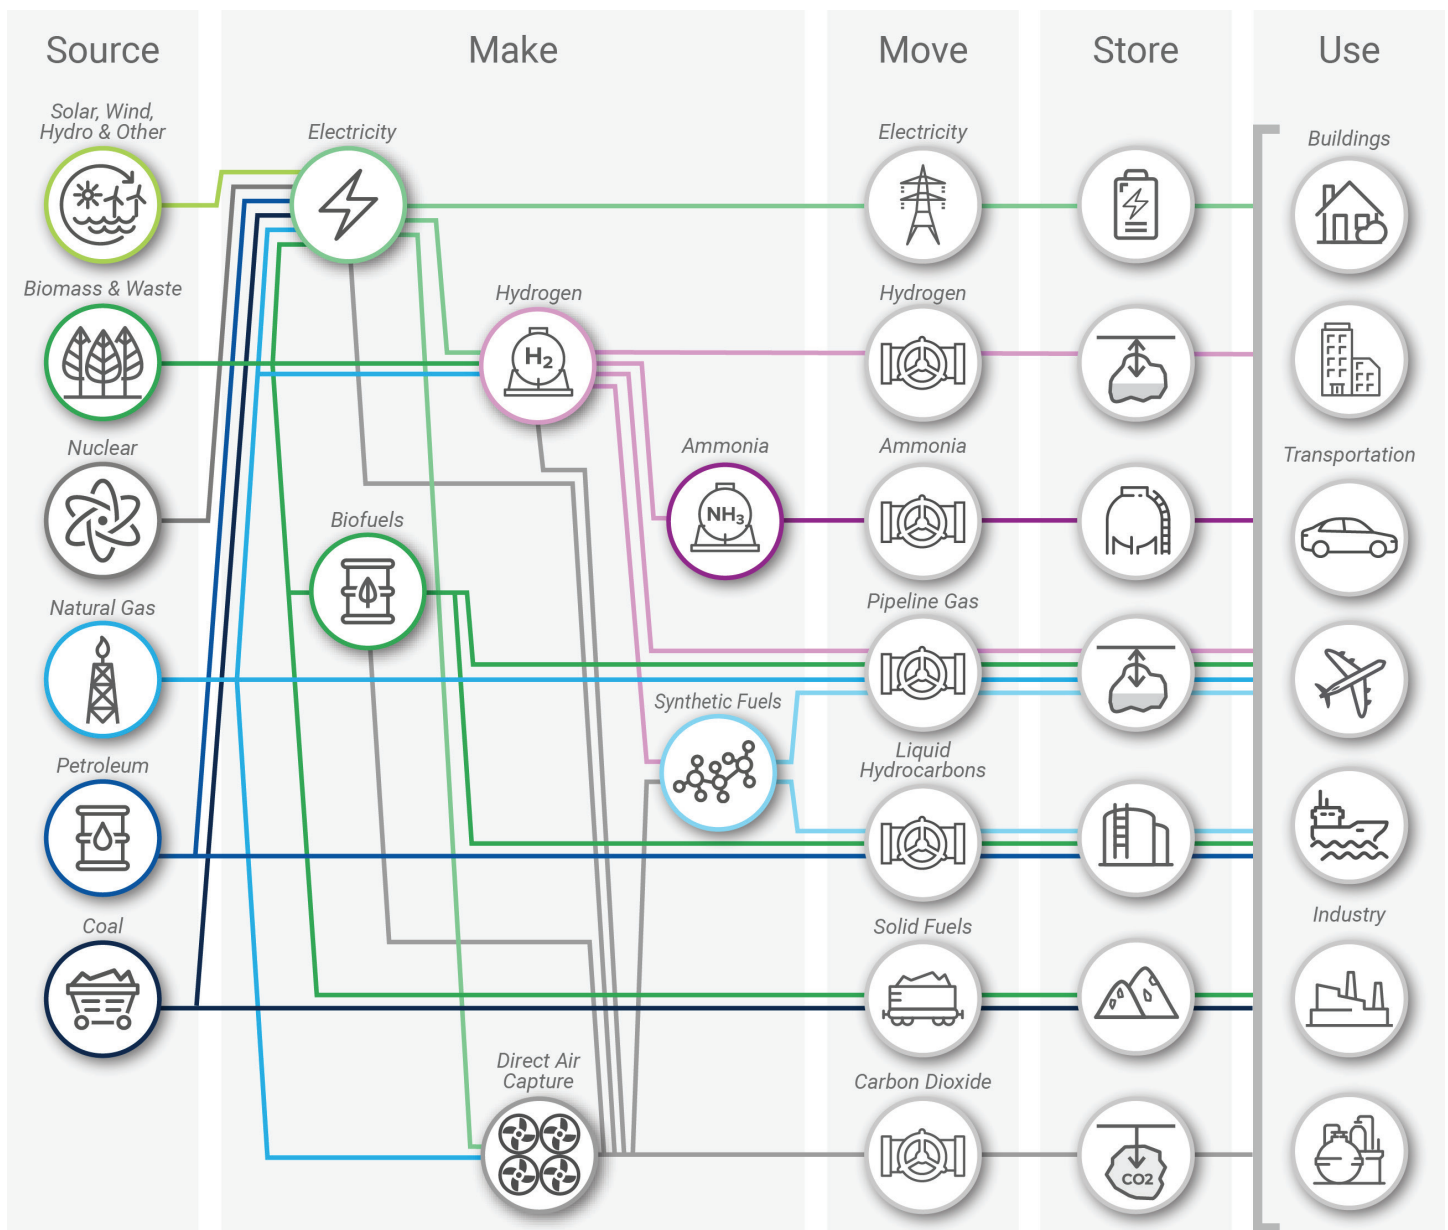 Source
Make
Move
Store
Use
Solar, Wind,
Hydro & Other
Biomass & Waste
Nuclear
Natural Gas
Petroleum
Coal
Electricity
Hydrogen
H2
Ammonia
NH3
Biofuels
Synthetic Fuels
Direct Air
Capture
Electricity
Hydrogen
Ammonia
Pipeline Gas
Liquid
Hydrocarbons
Solid Fuels
Carbon Dioxide
CO2
Buildings
Transportation
Industry